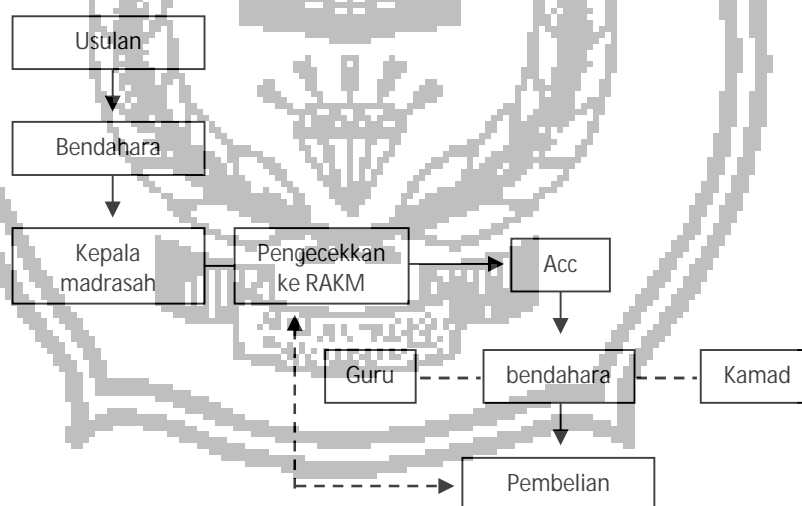 Usulan
Bendahara
Kepala
madrasah
Pengecekkan
ke RAKM
Acc
Guru
bendahara
Kamad
Pembelian